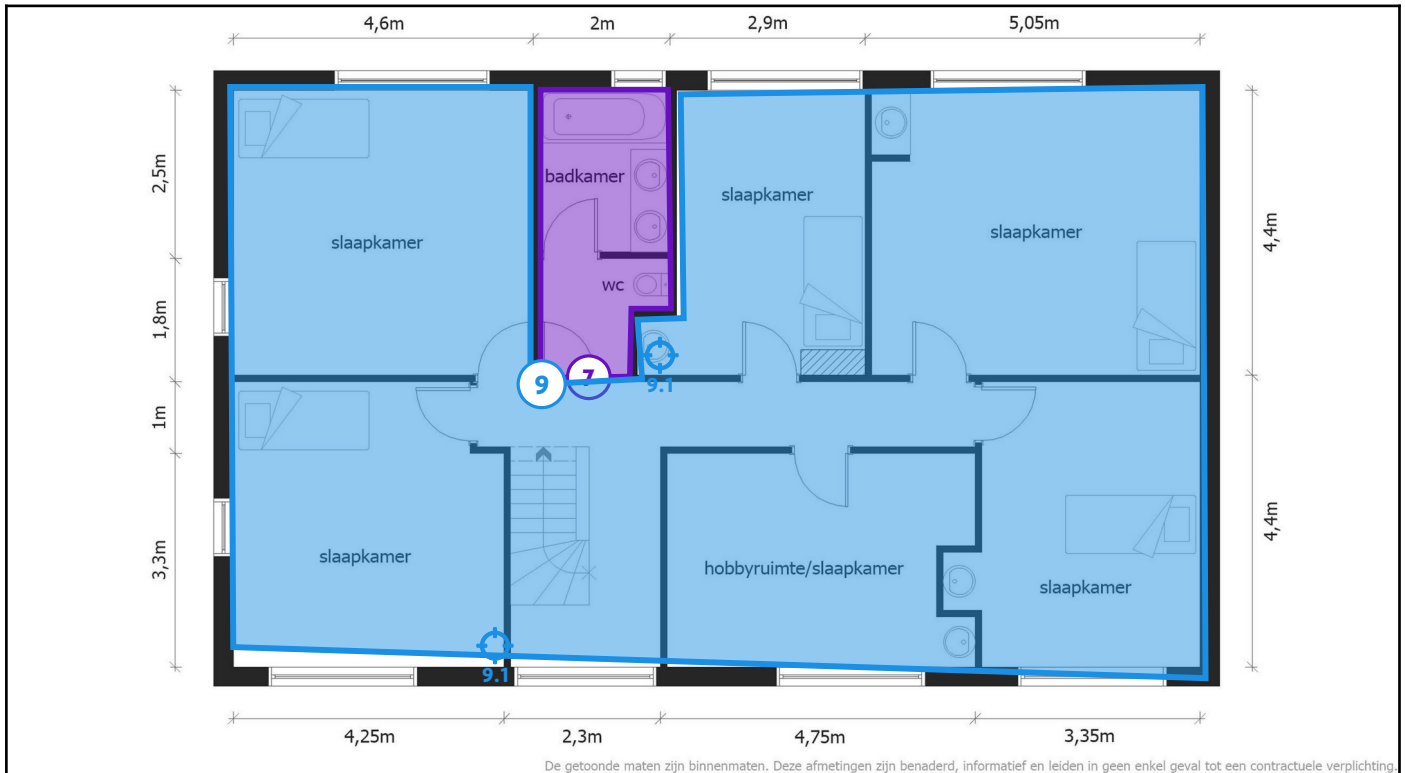 4,6m 2m 2,9m 5,05m
2,5m
badkamer
slaapkamer
slaapkamer
slaapkamer
4,4m
wc
1,8m
9
7
9.1
1m
slaapkamer
hobbyruimte/slaapkamer
slaapkamer
3,3m
4,4m
9.1
4,25m 2,3m 4,75m 3,35m
De getoonde maten zijn binnenmaten. Deze afmetingen zijn benaderd, informatief en leiden in geen enkel geval tot een contractuele verplichting.